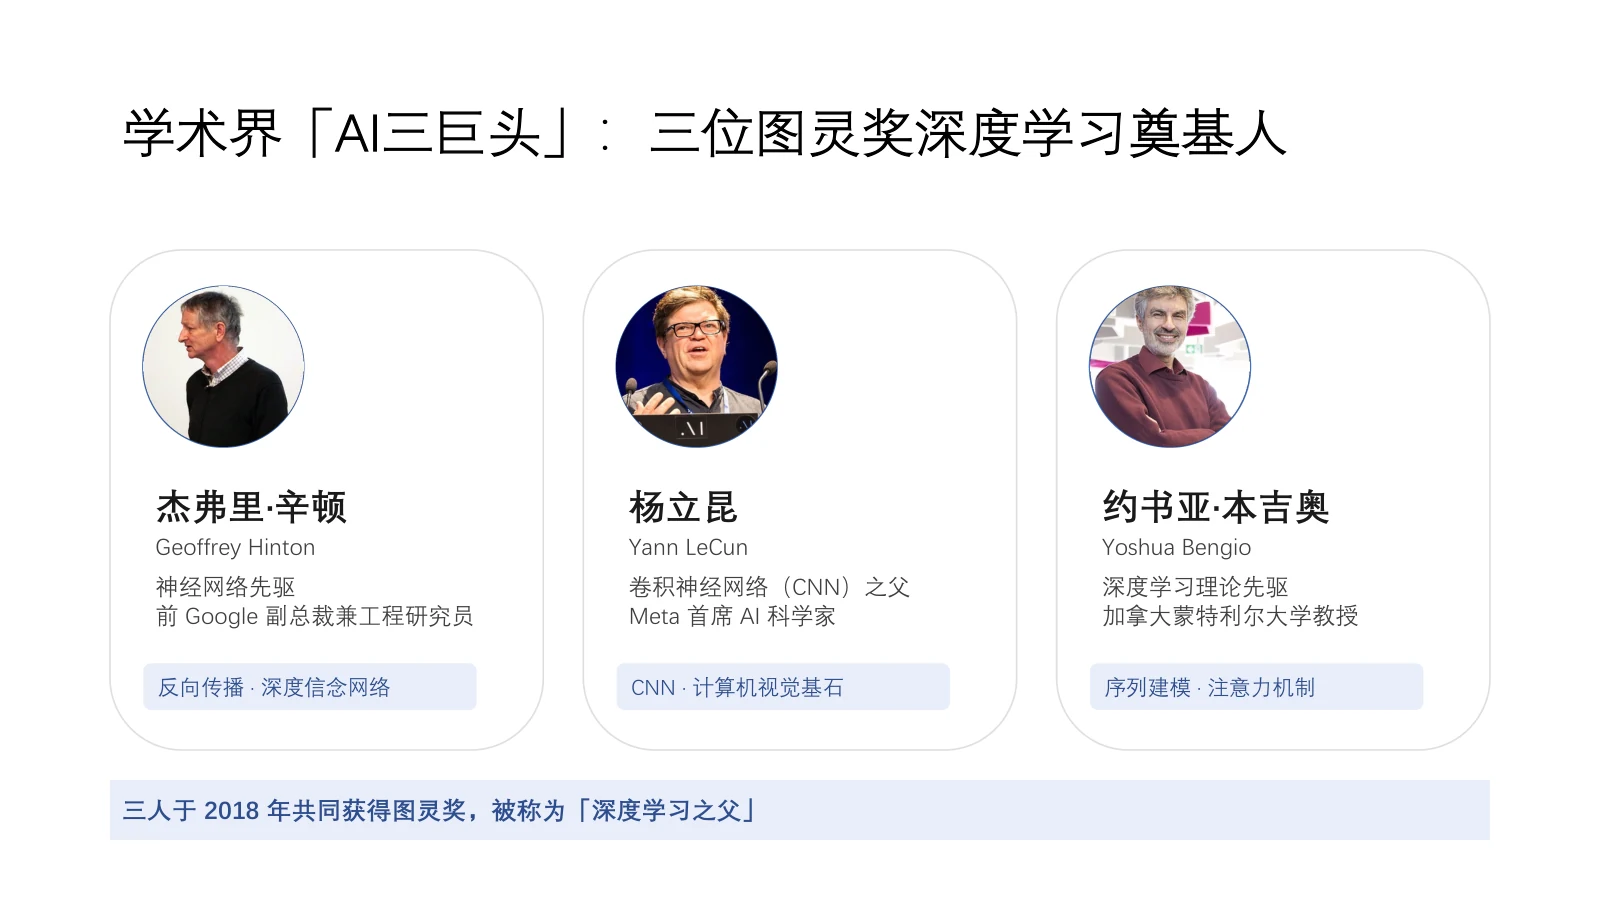 学术界「AI三巨头」：三位图灵奖深度学习奠基人
杰弗里·辛顿
Geoffrey Hinton
神经网络先驱
前 Google 副总裁兼工程研究员
反向传播 · 深度信念网络
杨立昆
Yann LeCun
卷积神经网络（CNN）之父
Meta 首席 AI 科学家
CNN · 计算机视觉基石
约书亚·本吉奥
Yoshua Bengio
深度学习理论先驱
加拿大蒙特利尔大学教授
序列建模 · 注意力机制
三人于 2018 年共同获得图灵奖，被称为「深度学习之父」